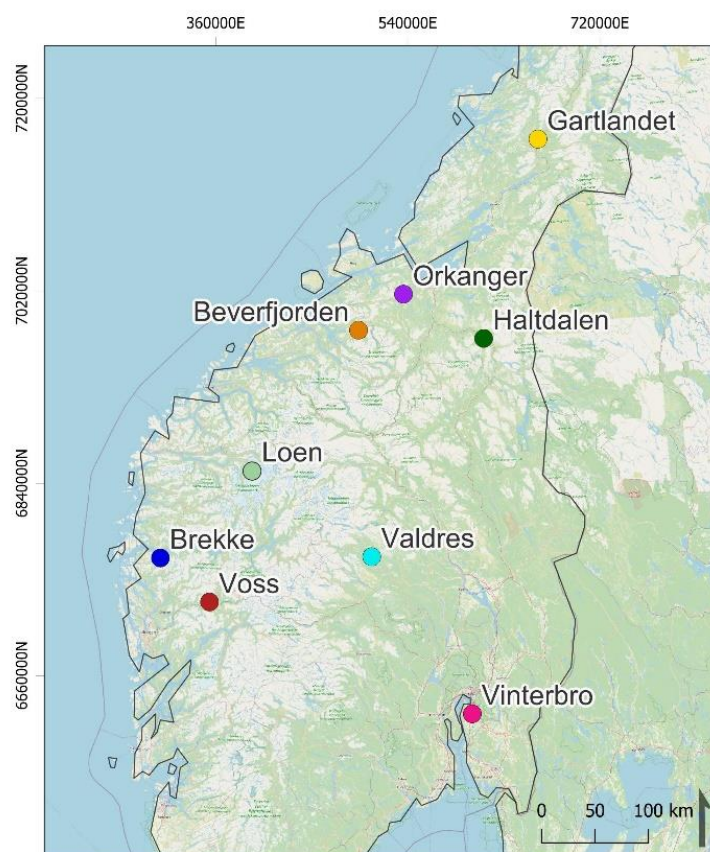 360000E 540000E 720000E
7200000N
Gartlandet
7020000N
Orkanger
Beverfjorden
Haltdalen
Loen
6840000N
Brekke
Valdres
Voss
6660000N
Vinterbro
0 50 100 km